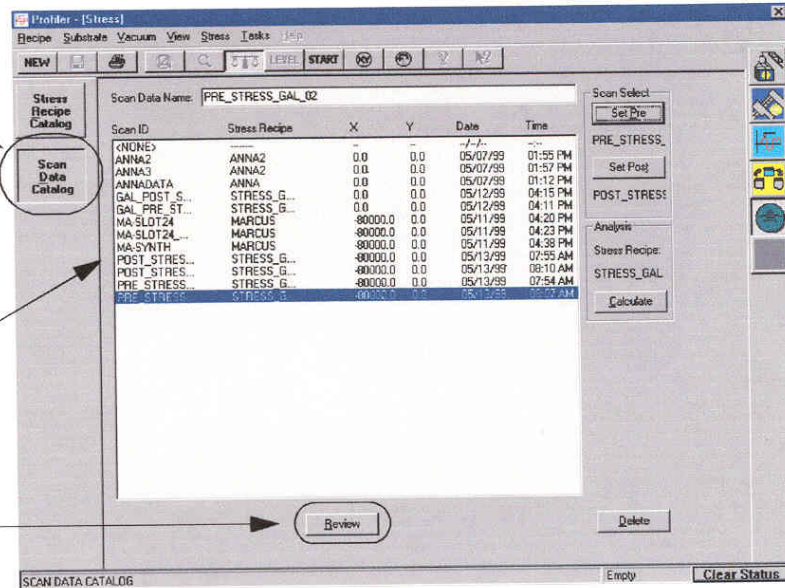 Profiler - [Stress]
Recipe Substrate Vacuum View Stress Tasks Help
NEW LEVEL START XY
Stress Recipe Catalog
Scan Data Catalog
Scan Data Name: PRE_STRESS_GAL_02
Scan ID Stress Recipe X Y Date Time
<NONE> ------ -- -- --/--/-- --:--
ANNA2 ANNA2 0.0 0.0 05/07/99 01:55 PM
ANNA3 ANNA2 0.0 0.0 05/07/99 01:57 PM
ANNADATA ANNA 0.0 0.0 05/07/99 01:12 PM
GAL_POST_S... STRESS_G... 0.0 0.0 05/12/99 04:15 PM
GAL_PRE_ST... STRESS_G... 0.0 0.0 05/12/99 04:11 PM
MA-SLOT24 MARCUS -80000.0 0.0 05/11/99 04:20 PM
MA-SLOT24_... MARCUS -80000.0 0.0 05/11/99 04:23 PM
MA-SYNTH MARCUS -80000.0 0.0 05/11/99 04:38 PM
POST_STRES... STRESS_G... -80000.0 0.0 05/13/99 07:55 AM
POST_STRES... STRESS_G... -80000.0 0.0 05/13/99 08:10 AM
PRE_STRESS... STRESS_G... -80000.0 0.0 05/13/99 07:54 AM
PRE_STRESS... STRESS_G... -80000.0 0.0 05/13/99
Scan Select
Set Pre
PRE_STRESS_
Set Post
POST_STRESS
Analysis
Stress Recipe:
STRESS_GAL
Calculate
Review
Delete
SCAN DATA CATALOG
Empty Clear Status